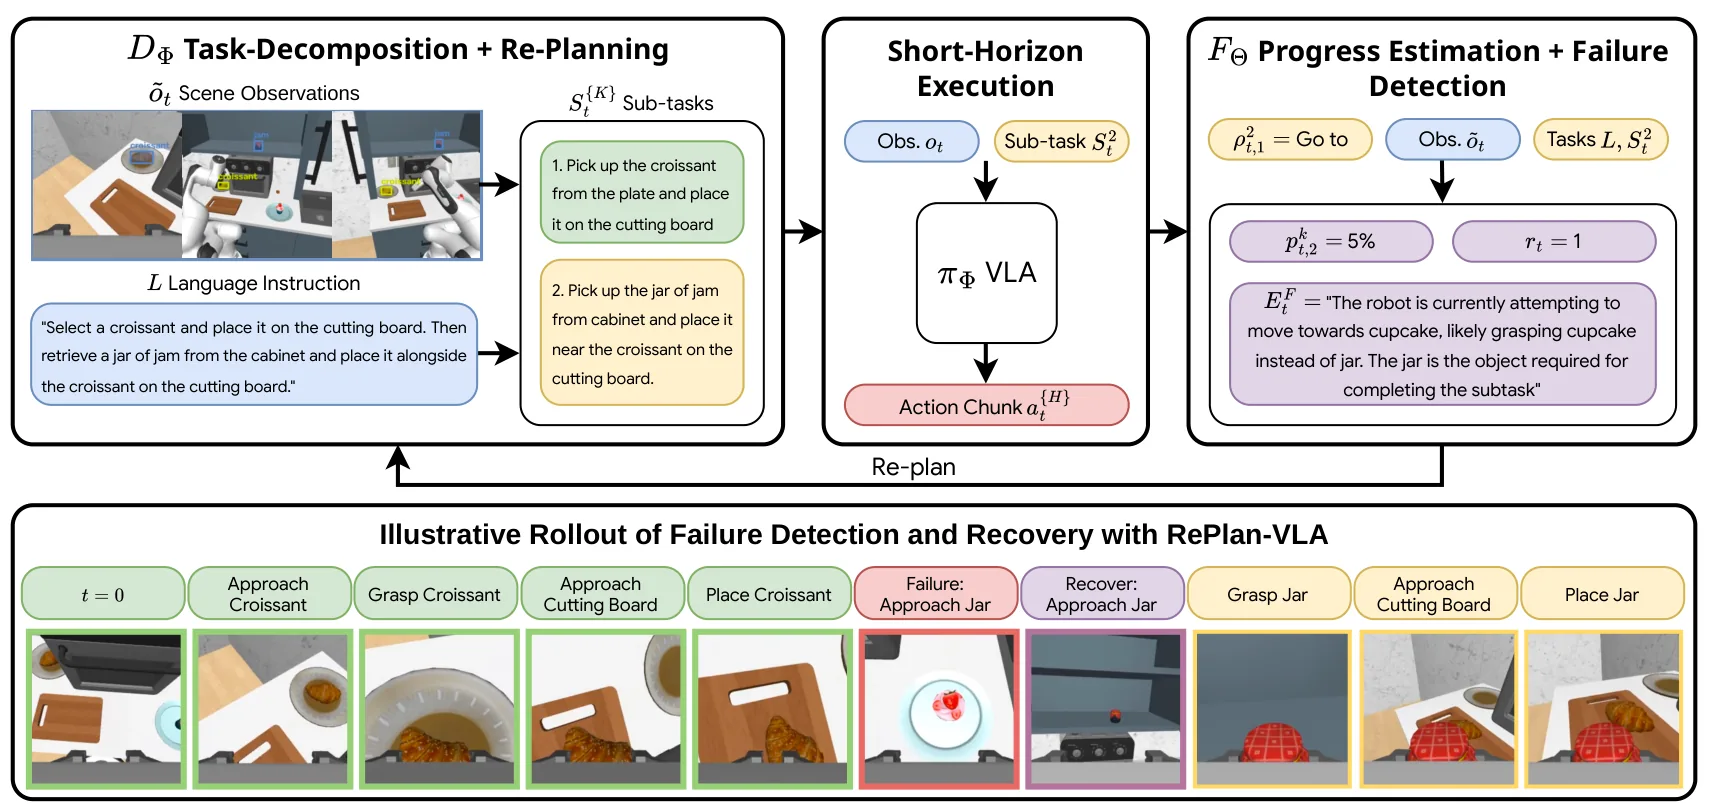 D_Φ Task-Decomposition + Re-Planning
õ_t Scene Observations
croissant
jam
croissant
jam
croissant
L Language Instruction
"Select a croissant and place it on the cutting board. Then
retrieve a jar of jam from the cabinet and place it alongside
the croissant on the cutting board."
S_t^{K} Sub-tasks
1. Pick up the croissant
from the plate and place
it on the cutting board
2. Pick up the jar of jam
from cabinet and place it
near the croissant on the
cutting board.
Short-Horizon
Execution
Obs. o_t
Sub-task S_t^2
π_Φ VLA
Action Chunk a_t^{H}
F_Θ Progress Estimation + Failure
Detection
ρ_{t,1}^2 = Go to
Obs. õ_t
Tasks L, S_t^2
p_{t,2}^k = 5%
r_t = 1
E_t^F = "The robot is currently attempting to
move towards cupcake, likely grasping cupcake
instead of jar. The jar is the object required for
completing the subtask"
Re-plan
Illustrative Rollout of Failure Detection and Recovery with RePlan-VLA
t = 0
Approach
Croissant
Grasp Croissant
Approach
Cutting Board
Place Croissant
Failure:
Approach Jar
Recover:
Approach Jar
Grasp Jar
Approach
Cutting Board
Place Jar